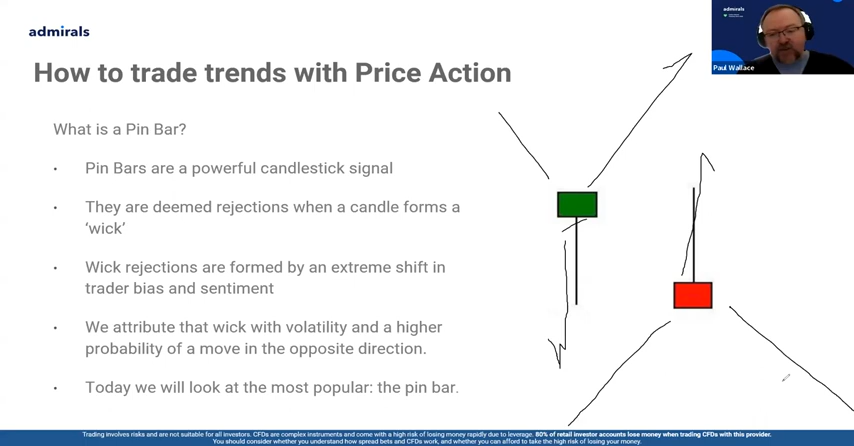 admirals
admirals
Paul Wallace
How to trade trends with Price Action
What is a Pin Bar?
• Pin Bars are a powerful candlestick signal
• They are deemed rejections when a candle forms a
‘wick’
• Wick rejections are formed by an extreme shift in
trader bias and sentiment
• We attribute that wick with volatility and a higher
probability of a move in the opposite direction.
• Today we will look at the most popular: the pin bar.
Trading involves risks and are not suitable for all investors. CFDs are complex instruments and come with a high risk of losing money rapidly due to leverage. 80% of retail investor accounts lose money when trading CFDs with this provider.
You should consider whether you understand how spread bets and CFDs work, and whether you can afford to take the high risk of losing your money.